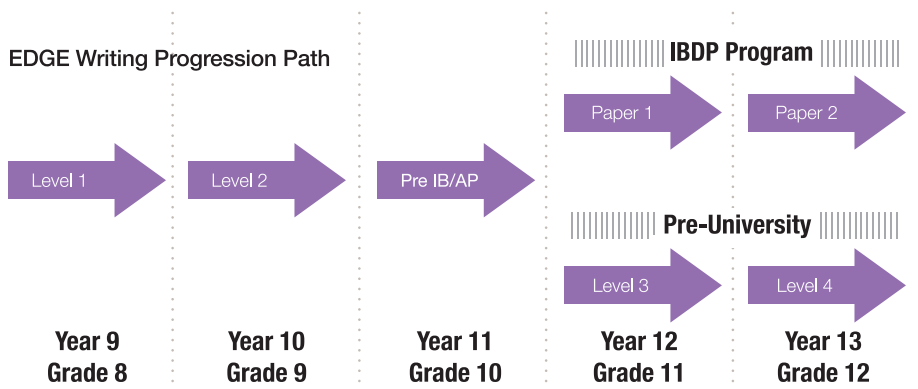 EDGE Writing Progression Path
IBDP Program
Paper 1
Paper 2
Level 1
Level 2
Pre IB/AP
Pre-University
Level 3
Level 4
Year 9
Grade 8
Year 10
Grade 9
Year 11
Grade 10
Year 12
Grade 11
Year 13
Grade 12